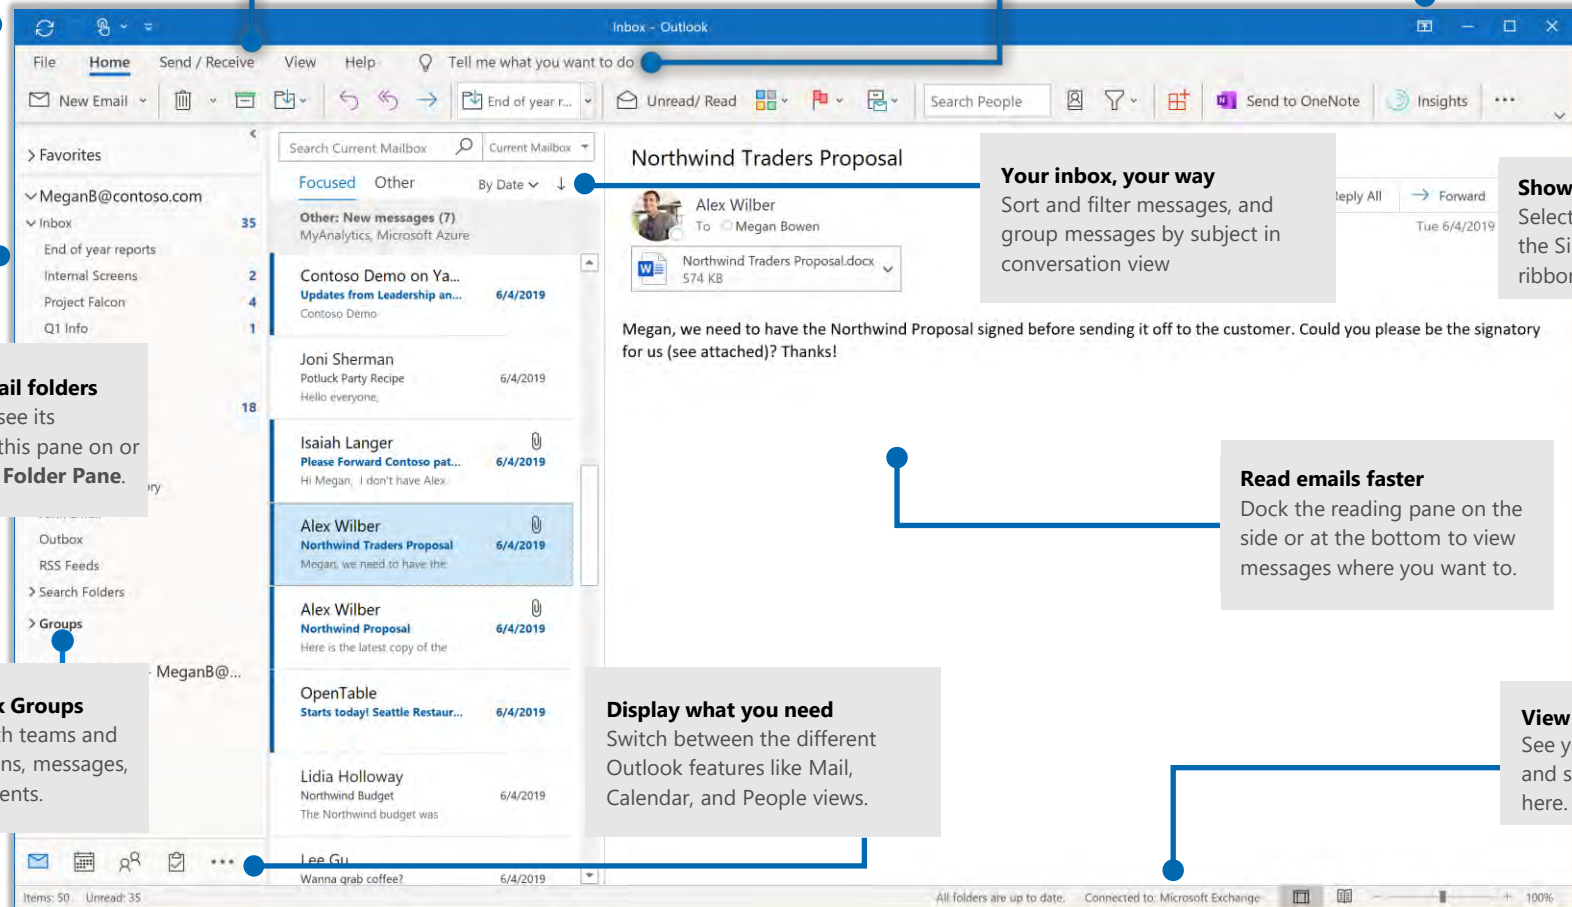 Inbox - Outlook
File Home Send / Receive View Help Tell me what you want to do
New Email End of year r... Unread/ Read Search People Send to OneNote Insights
Favorites
MeganB@contoso.com
Inbox 35
End of year reports
Internal Screens 2
Project Falcon 4
Q1 Info 1
18
Outbox
RSS Feeds
Search Folders
Groups
MeganB@...
ail folders
see its
this pane on or
Folder Pane.
Groups
th teams and
ns, messages,
ents.
Search Current Mailbox Current Mailbox
Focused Other By Date
Other: New messages (7)
MyAnalytics, Microsoft Azure
Contoso Demo on Ya...
Updates from Leadership an... 6/4/2019
Contoso Demo
Joni Sherman
Potluck Party Recipe 6/4/2019
Hello everyone,
Isaiah Langer
Please Forward Contoso pat... 6/4/2019
Hi Megan, I don't have Alex
Alex Wilber
Northwind Traders Proposal 6/4/2019
Megan, we need to have the
Alex Wilber
Northwind Proposal 6/4/2019
Here is the latest copy of the
OpenTable
Starts today! Seattle Restaur... 6/4/2019
Lidia Holloway
Northwind Budget 6/4/2019
The Northwind budget was
Lee Gu
Wanna grab coffee? 6/4/2019
Northwind Traders Proposal
Alex Wilber
To Megan Bowen
Northwind Traders Proposal.docx
574 KB
eply All Forward
Tue 6/4/2019
Megan, we need to have the Northwind Proposal signed before sending it off to the customer. Could you please be the signatory
for us (see attached)? Thanks!
Your inbox, your way
Sort and filter messages, and
group messages by subject in
conversation view
Show
Select
the Si
ribbon
Read emails faster
Dock the reading pane on the
side or at the bottom to view
messages where you want to.
Display what you need
Switch between the different
Outlook features like Mail,
Calendar, and People views.
View
See y
and s
here.
Items: 50 Unread: 35 All folders are up to date. Connected to: Microsoft Exchange 100%